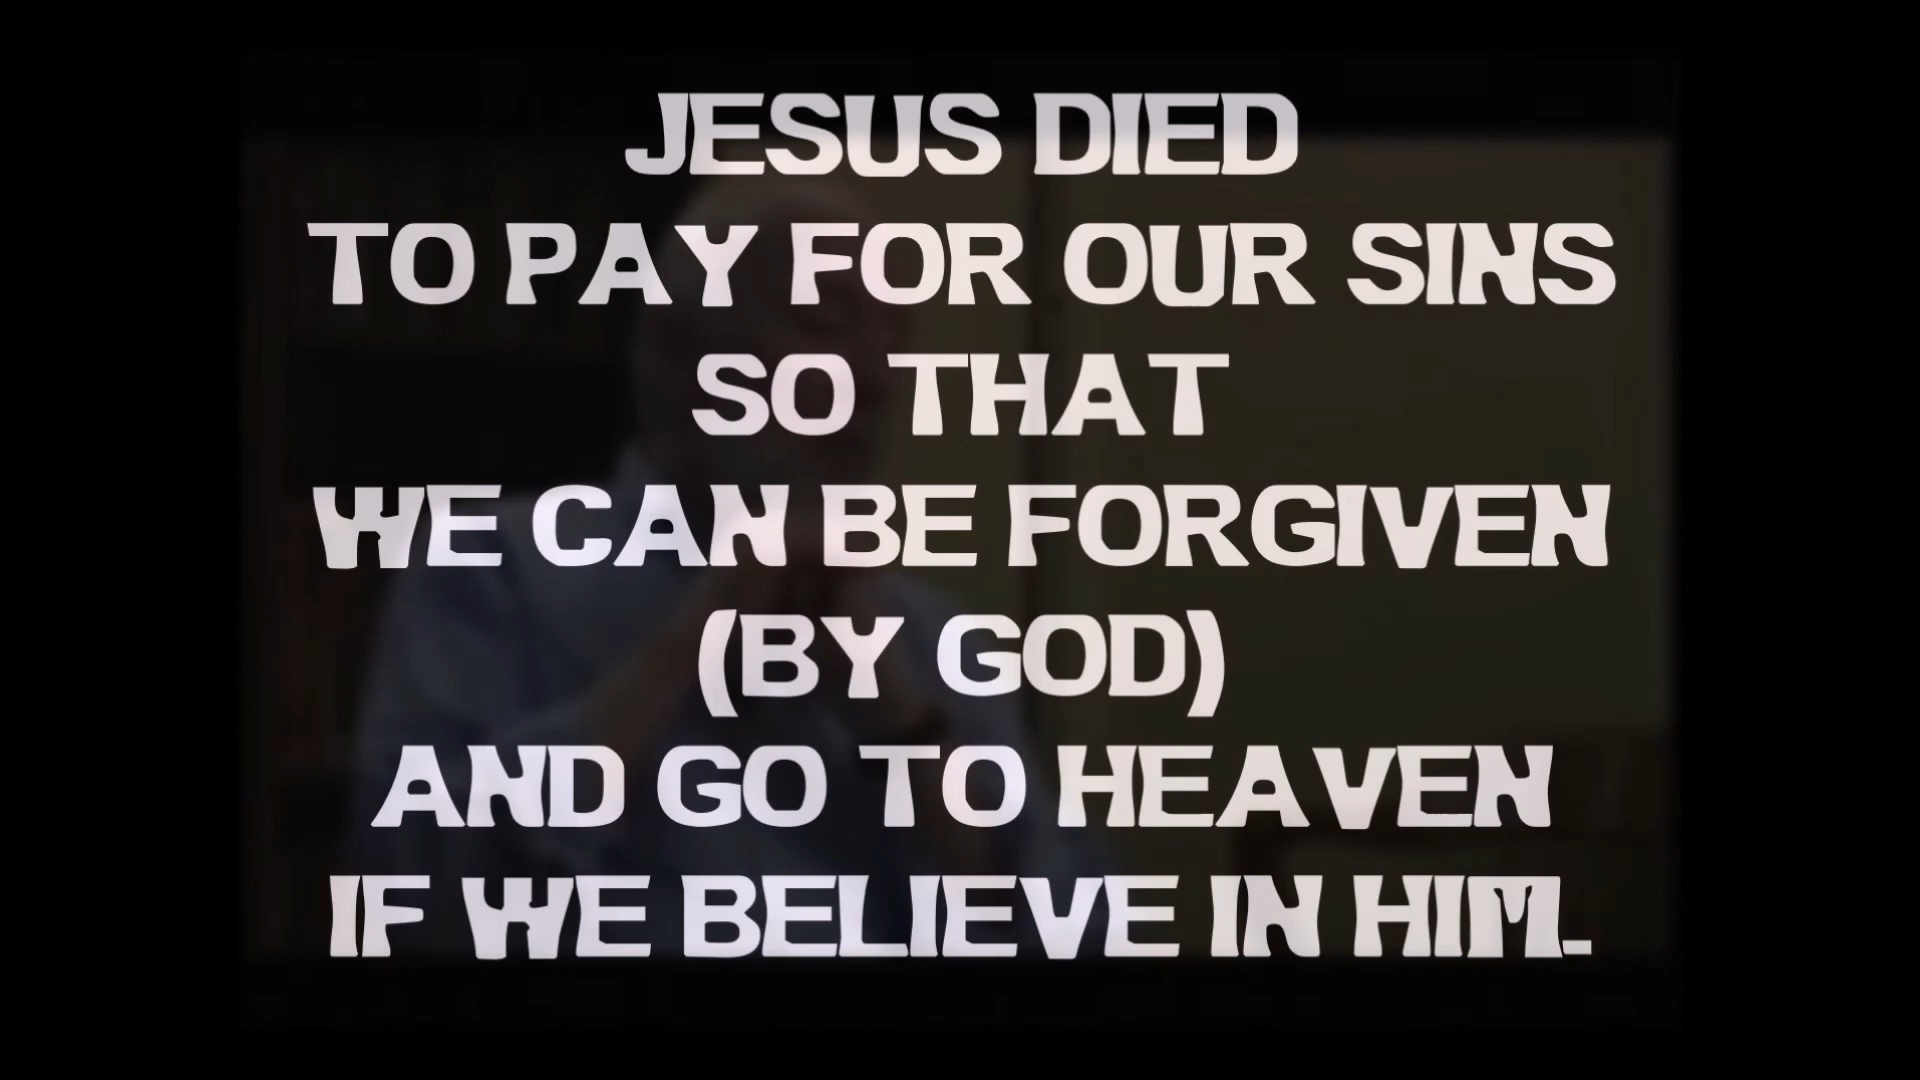 JESUS DIED
TO PAY FOR OUR SINS
SO THAT
WE CAN BE FORGIVEN
(BY GOD)
AND GO TO HEAVEN
IF WE BELIEVE IN HIM.